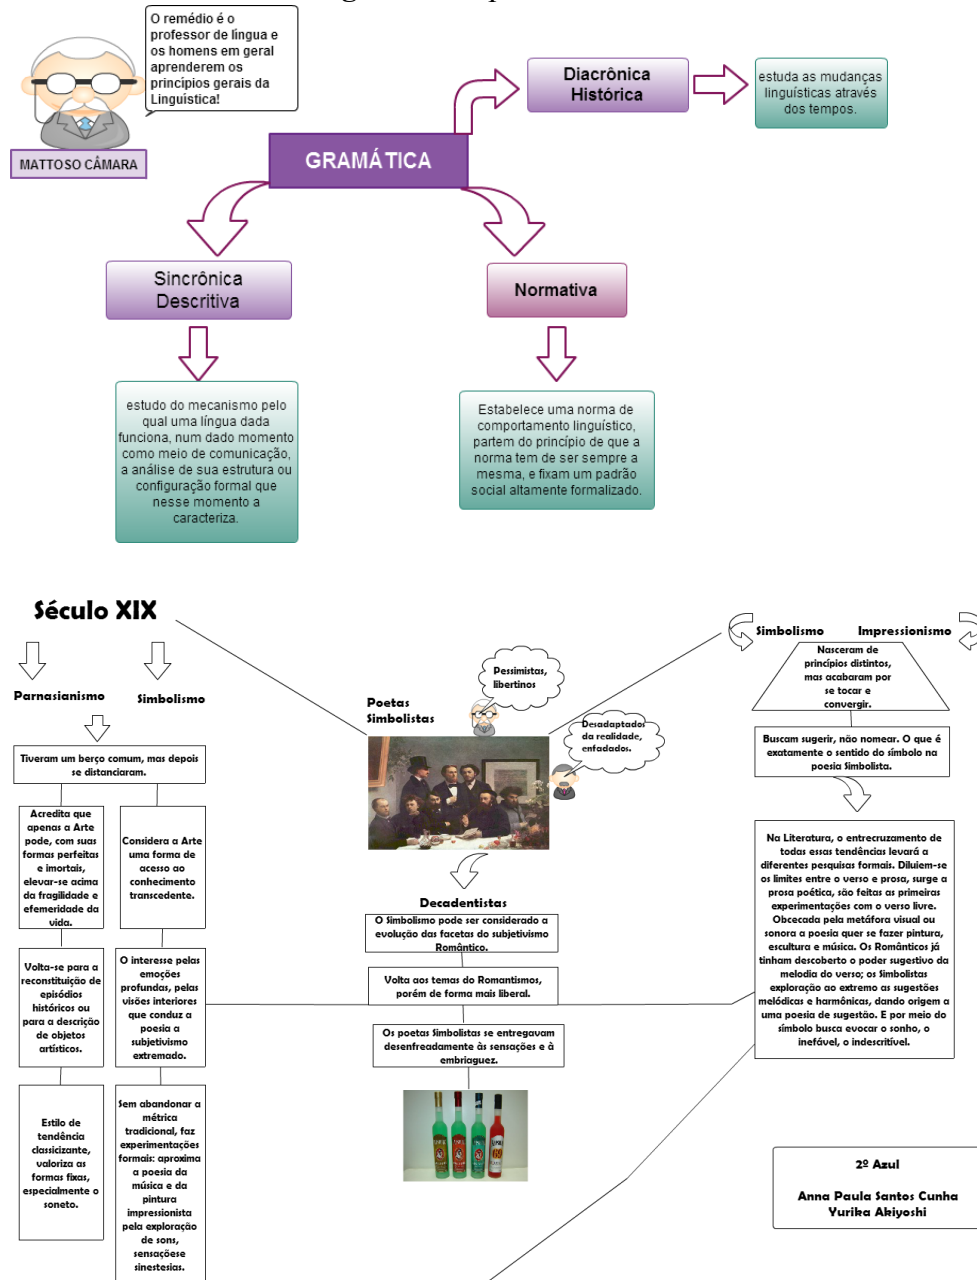 O remédio é o
professor de língua e
os homens em geral
aprenderem os
princípios gerais da
Linguística!
MATTOSO CÂMARA
GRAMÁTICA
Diacrônica
Histórica
estuda as mudanças
linguísticas através
dos tempos.
Sincrônica
Descritiva
Normativa
estudo do mecanismo pelo
qual uma língua dada
funciona, num dado momento
como meio de comunicação,
a análise de sua estrutura ou
configuração formal que
nesse momento a
caracteriza.
Estabelece uma norma de
comportamento linguístico,
partem do princípio de que a
norma tem de ser sempre a
mesma, e fixam um padrão
social altamente formalizado.
Século XIX
Parnasianismo
Simbolismo
Tiveram um berço comum, mas depois
se distanciaram.
Acredita que
apenas a Arte
pode, com suas
formas perfeitas
e imortais,
elevar-se acima
da fragilidade e
efemeridade da
vida.
Considera a Arte
uma forma de
acesso ao
conhecimento
transcedente.
Volta-se para a
reconstituição de
episódios
históricos ou
para a descrição
de objetos
artísticos.
O interesse pelas
emoções
profundas, pelas
visões interiores
que conduz a
poesia a
subjetivismo
extremado.
Estilo de
tendência
classicizante,
valoriza as
formas fixas,
especialmente o
soneto.
Sem abandonar a
métrica
tradicional, faz
experimentações
formais: aproxima
a poesia da
música e da
pintura
impressionista
pela exploração
de sons,
sensaçõese
sinestesias.
Poetas
Simbolistas
Pessimistas,
libertinos
Desadaptados
da realidade,
enfadados.
Decadentistas
O Simbolismo pode ser considerado a
evolução das facetas do subjetivismo
Romântico.
Volta aos temas do Romantismos,
porém de forma mais liberal.
Os poetas Simbolistas se entregavam
desenfreadamente às sensações e à
embriaguez.
Simbolismo
Impressionismo
Nasceram de
princípios distintos,
mas acabaram por
se tocar e
convergir.
Buscam sugerir, não nomear. O que é
exatamente o sentido do símbolo na
poesia Simbolista.
Na Literatura, o entrecruzamento de
todas essas tendências levará a
diferentes pesquisas formais. Diluiem-se
os limites entre o verso e prosa, surge a
prosa poética, são feitas as primeiras
experimentações com o verso livre.
Obcecada pela metáfora visual ou
sonora a poesia quer se fazer pintura,
escultura e música. Os Românticos já
tinham descoberto o poder sugestivo da
melodia do verso; os Simbolistas
exploração ao extremo as sugestões
melódicas e harmônicas, dando origem a
uma poesia de sugestão. E por meio do
símbolo busca evocar o sonho, o
inefável, o indescritível.
2º Azul
Anna Paula Santos Cunha
Yurika Akiyoshi